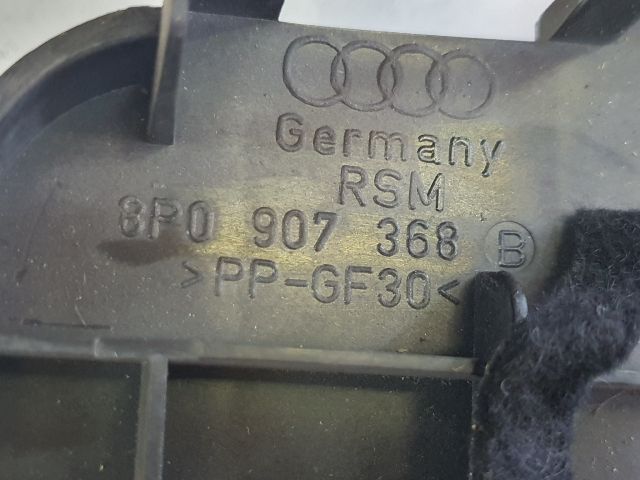 Germany
RSM
8P0 907 368 B
>PP-GF30<